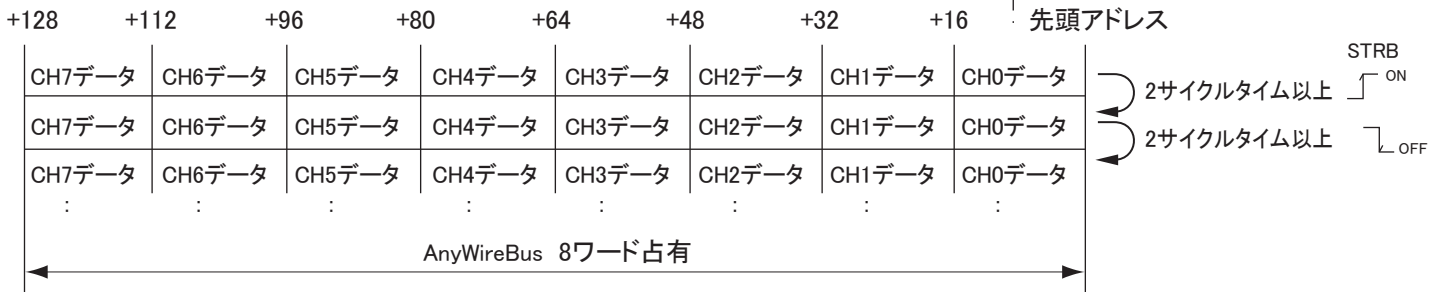 +128 +112 +96 +80 +64 +48 +32 +16 先頭アドレス
STRB
CH7データ CH6データ CH5データ CH4データ CH3データ CH2データ CH1データ CH0データ
2サイクルタイム以上 ON
CH7データ CH6データ CH5データ CH4データ CH3データ CH2データ CH1データ CH0データ
2サイクルタイム以上 OFF
CH7データ CH6データ CH5データ CH4データ CH3データ CH2データ CH1データ CH0データ
: : : : : : : :
AnyWireBus 8ワード占有